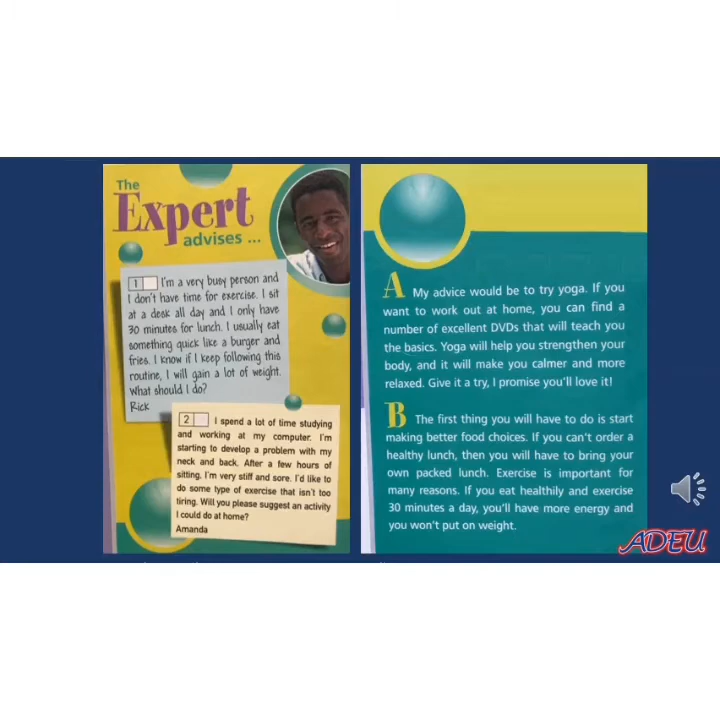 The
Expert
advises ...
1 I'm a very busy person and
I don't have time for exercise. I sit
at a desk all day and I only have
30 minutes for lunch. I usually eat
something quick like a burger and
fries. I know if I keep following this
routine, I will gain a lot of weight.
What should I do?
Rick
2 I spend a lot of time studying
and working at my computer. I'm
starting to develop a problem with my
neck and back. After a few hours of
sitting, I'm very stiff and sore. I'd like to
do some type of exercise that isn't too
tiring. Will you please suggest an activity
I could do at home?
Amanda
A My advice would be to try yoga. If you
want to work out at home, you can find a
number of excellent DVDs that will teach you
the basics. Yoga will help you strengthen your
body, and it will make you calmer and more
relaxed. Give it a try, I promise you'll love it!
B The first thing you will have to do is start
making better food choices. If you can't order a
healthy lunch, then you will have to bring your
own packed lunch. Exercise is important for
many reasons. If you eat healthily and exercise
30 minutes a day, you'll have more energy and
you won't put on weight.
ADEU